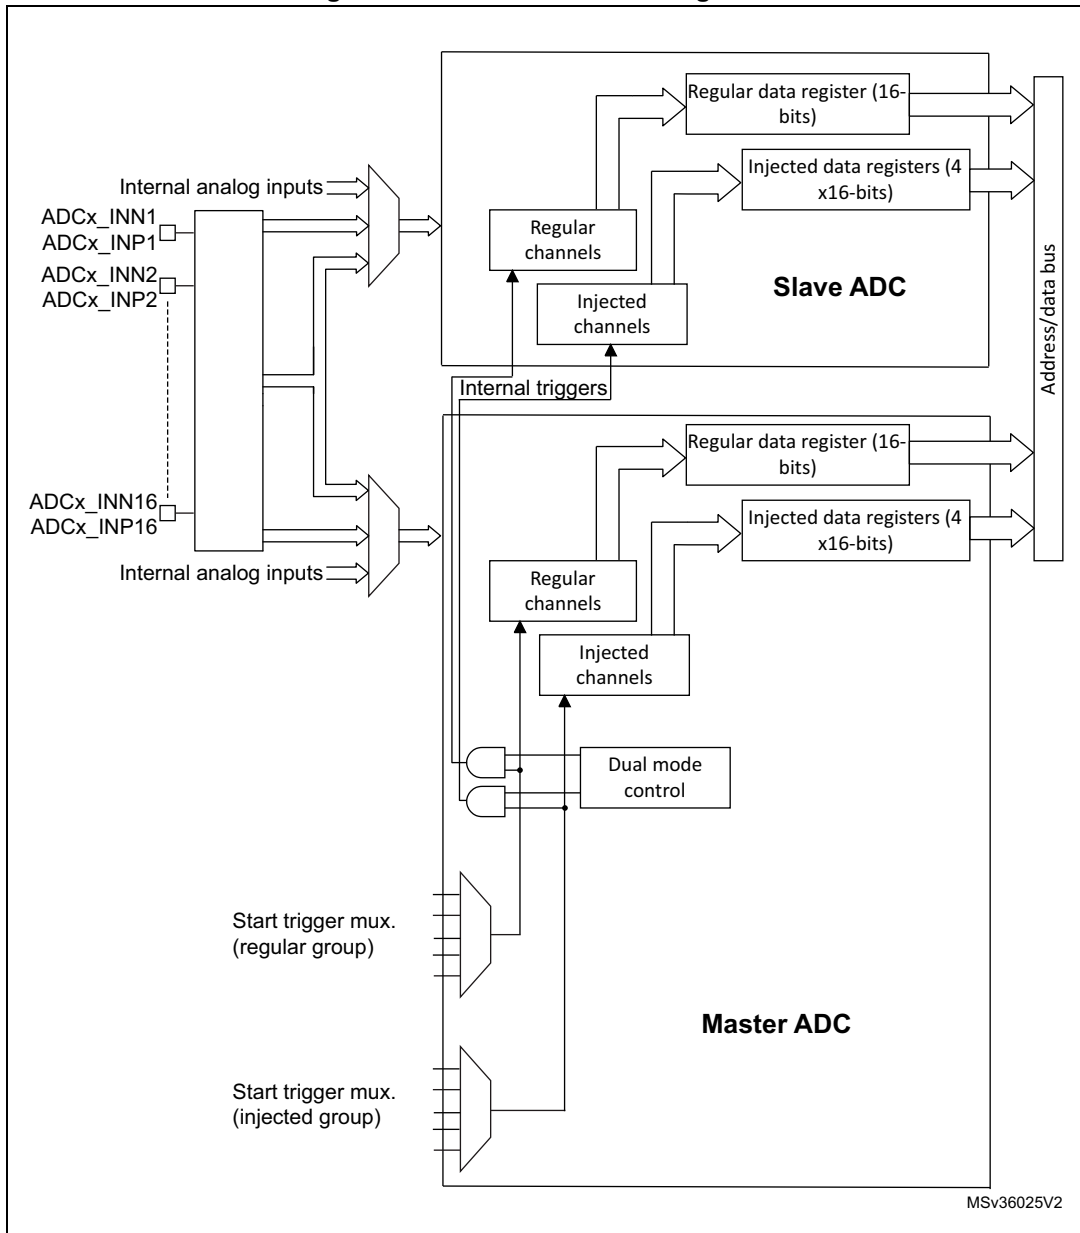 Regular data register (16-
bits)
Internal analog inputs
Injected data registers (4
x16-bits)
ADCx_INN1
ADCx_INP1
Regular
channels
ADCx_INN2
ADCx_INP2
Slave ADC
Injected
channels
Address/data bus
Internal triggers
Regular data register (16-
bits)
ADCx_INN16
ADCx_INP16
Injected data registers (4
x16-bits)
Internal analog inputs
Regular
channels
Injected
channels
Dual mode
control
Start trigger mux.
(regular group)
Master ADC
Start trigger mux.
(injected group)
MSv36025V2